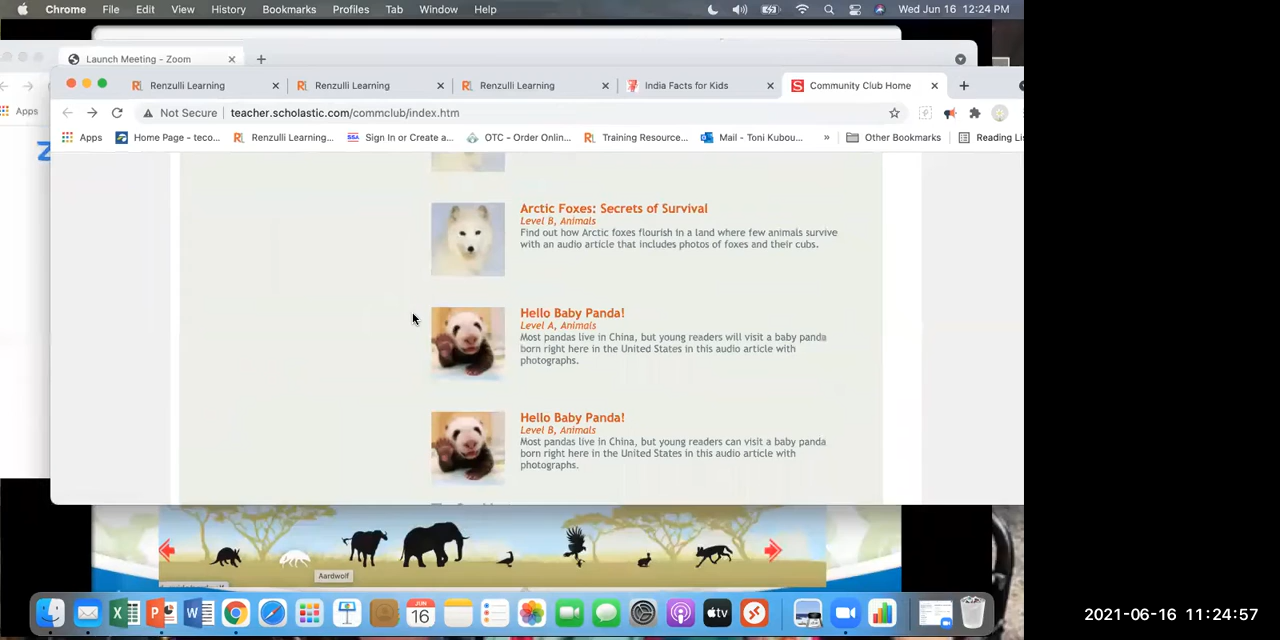 Chrome File Edit View History Bookmarks Profiles Tab Window Help Wed Jun 16 12:24 PM
Launch Meeting - Zoom
Renzulli Learning Renzulli Learning Renzulli Learning India Facts for Kids Community Club Home
Apps Not Secure teacher.scholastic.com/commclub/index.htm
Apps Home Page - teco... Renzulli Learning... Sign In or Create a... OTC - Order Onlin... Training Resource... Mail - Toni Kubou... » Other Bookmarks Reading Lis
Arctic Foxes: Secrets of Survival
Level B, Animals
Find out how Arctic foxes flourish in a land where few animals survive
with an audio article that includes photos of foxes and their cubs.
Hello Baby Panda!
Level A, Animals
Most pandas live in China, but young readers will visit a baby panda
born right here in the United States in this audio article with
photographs.
Hello Baby Panda!
Level B, Animals
Most pandas live in China, but young readers can visit a baby panda
born right here in the United States in this audio article with
photographs.
Aardwolf
JUN
16
tv
2021-06-16 11:24:57